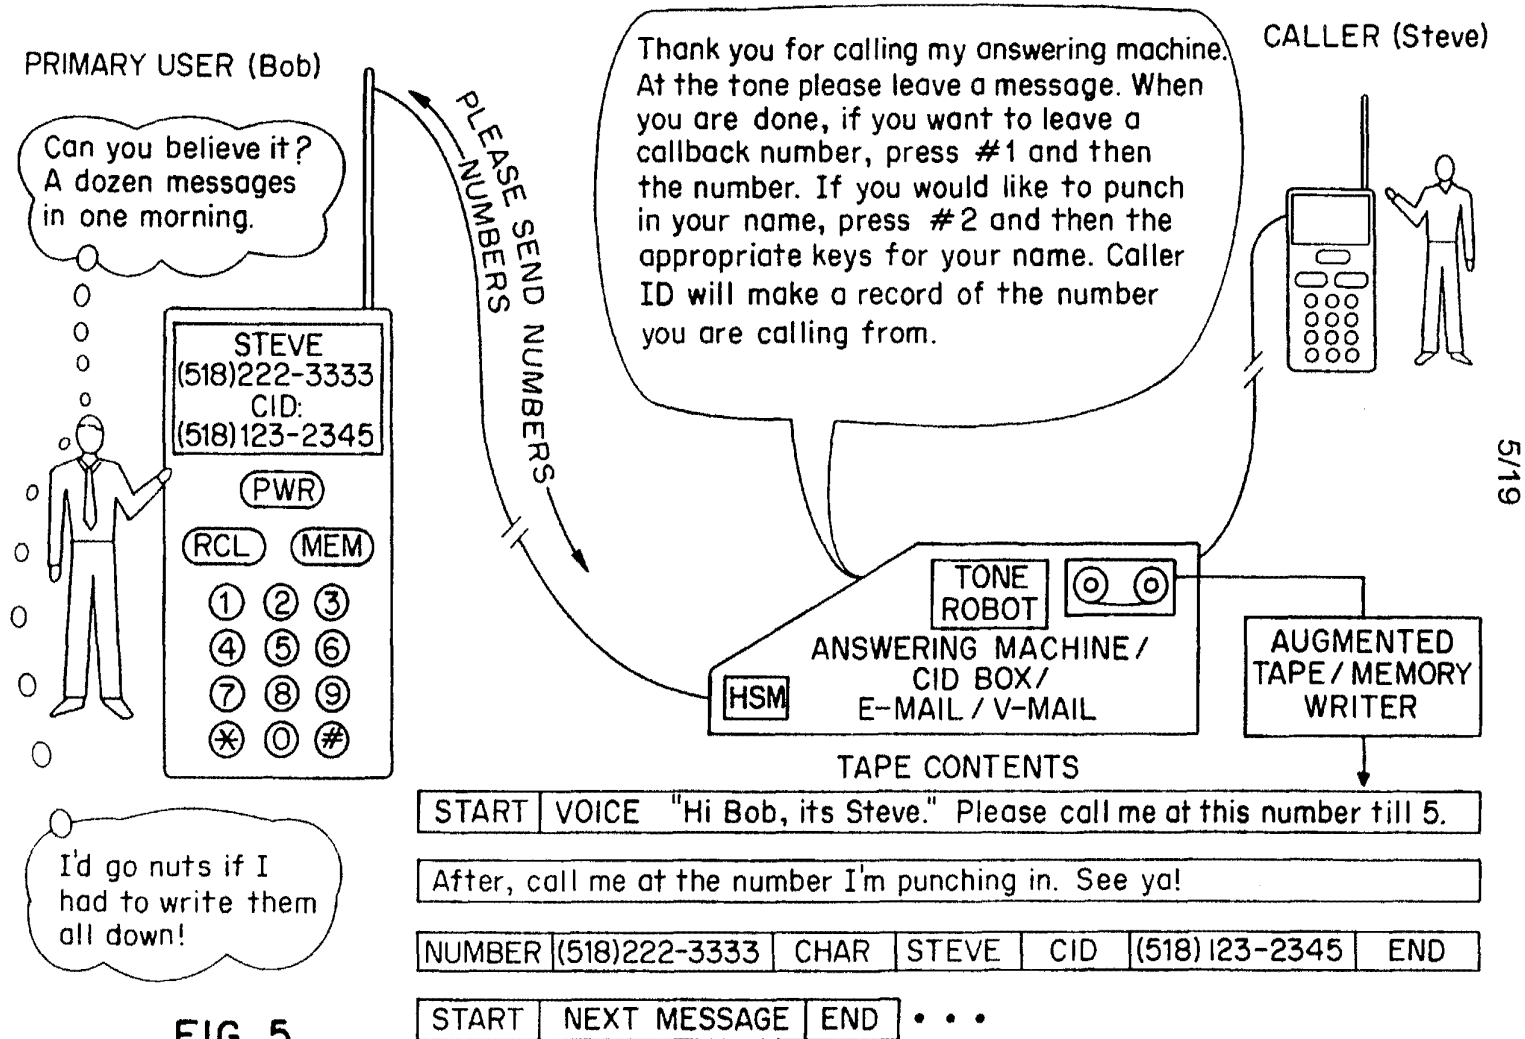 PRIMARY USER (Bob)
Can you believe it?
A dozen messages
in one morning.
STEVE
(518)222-3333
CID:
(518)123-2345
PWR
RCL
MEM
1 2 3
4 5 6
7 8 9
* 0 #
I'd go nuts if I
had to write them
all down!
PLEASE SEND NUMBERS
NUMBERS
Thank you for calling my answering machine.
At the tone please leave a message. When
you are done, if you want to leave a
callback number, press #1 and then
the number. If you would like to punch
in your name, press #2 and then the
appropriate keys for your name. Caller
ID will make a record of the number
you are calling from.
CALLER (Steve)
5/19
TONE
ROBOT
ANSWERING MACHINE/
CID BOX/
E-MAIL / V-MAIL
HSM
AUGMENTED
TAPE/MEMORY
WRITER
TAPE CONTENTS
START VOICE "Hi Bob, its Steve." Please call me at this number till 5.
After, call me at the number I'm punching in. See ya!
NUMBER (518)222-3333 CHAR STEVE CID (518)123-2345 END
START NEXT MESSAGE END • • •
FIG. 5